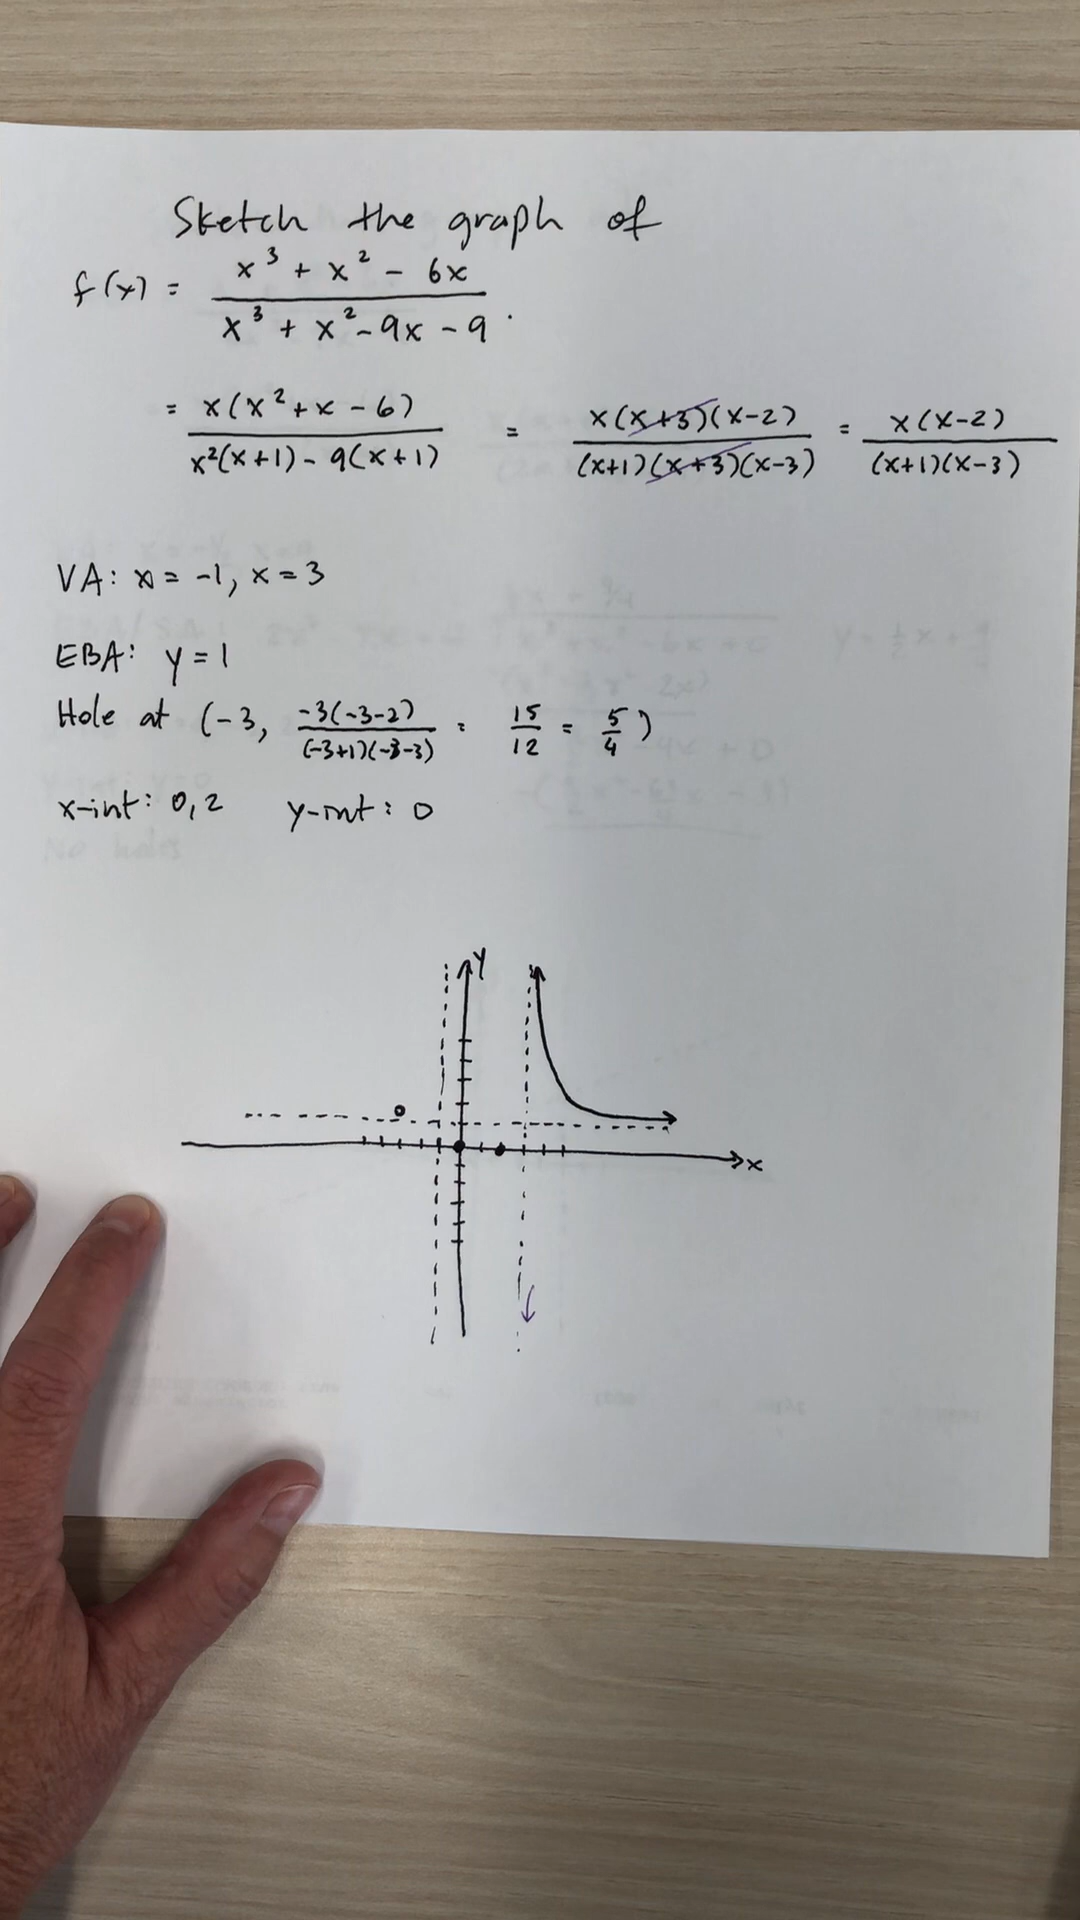 Sketch the graph of
f(x) = (x³ + x² - 6x)/(x³ + x² - 9x - 9).
= x(x² + x - 6)/(x²(x+1) - 9(x+1)) = x(x+3)(x-2)/((x+1)(x+3)(x-3)) = x(x-2)/((x+1)(x-3))
VA: x = -1, x = 3
EBA: y = 1
Hole at (-3, -3(-3-2)/((-3+1)(-3-3)) = 15/12 = 5/4)
x-int: 0, 2 y-int: 0
y
x